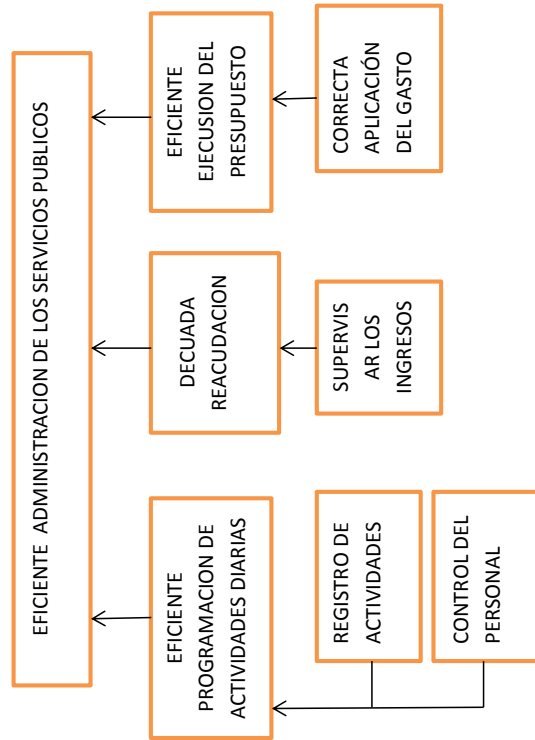 EFICIENTE ADMINISTRACION DE LOS SERVICIOS PUBLICOS
EFICIENTE
PROGRAMACION DE
ACTIVIDADES DIARIAS
DECUADA
REACUDACION
EFICIENTE
EJECUSION DEL
PRESUPUESTO
REGISTRO DE
ACTIVIDADES
CONTROL DEL
PERSONAL
SUPERVIS
AR LOS
INGRESOS
CORRECTA
APLICACIÓN
DEL GASTO